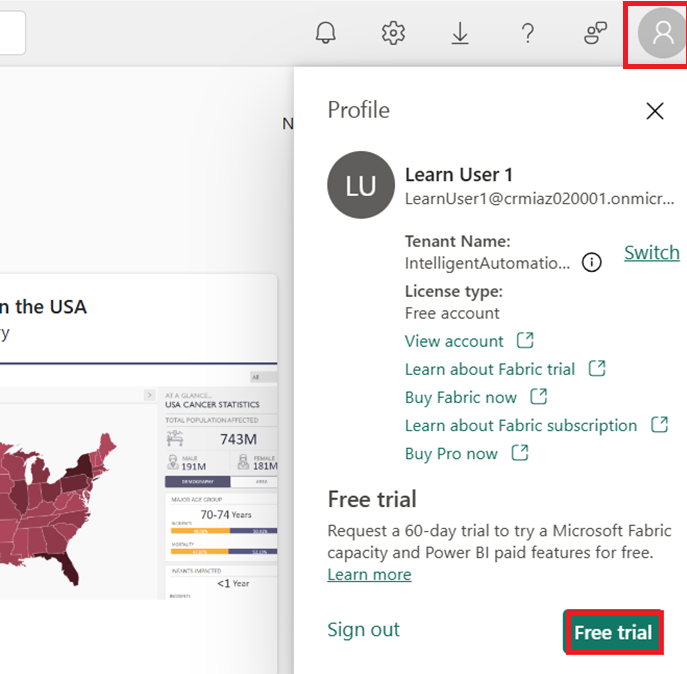 N
Profile
LU
Learn User 1
LearnUser1@crmiaz020001.onmicr...
Tenant Name:
IntelligentAutomatio...
Switch
License type:
Free account
View account
Learn about Fabric trial
Buy Fabric now
Learn about Fabric subscription
Buy Pro now
Free trial
Request a 60-day trial to try a Microsoft Fabric
capacity and Power BI paid features for free.
Learn more
Sign out
Free trial
n the USA
y
All
AT A GLANCE...
USA CANCER STATISTICS
TOTAL POPULATION AFFECTED
743M
MALE
191M
FEMALE
181M
DEMOGRAPHY
AREA
MAJOR AGE GROUP
70-74 Years
INCIDENTS
MORTALITY
INFANTS IMPACTED
<1 Year
INCIDENTS